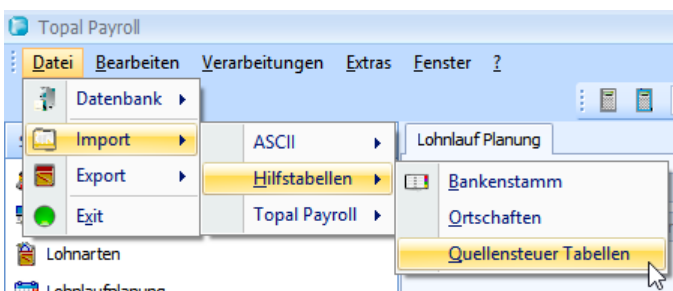 Topal Payroll
Datei Bearbeiten Verarbeitungen Extras Fenster ?
Datenbank
Import ASCII Lohnlauf Planung
Export Hilfstabellen Bankenstamm
Exit Topal Payroll Ortschaften
Lohnarten Quellensteuer Tabellen
Lohnlaufplanung